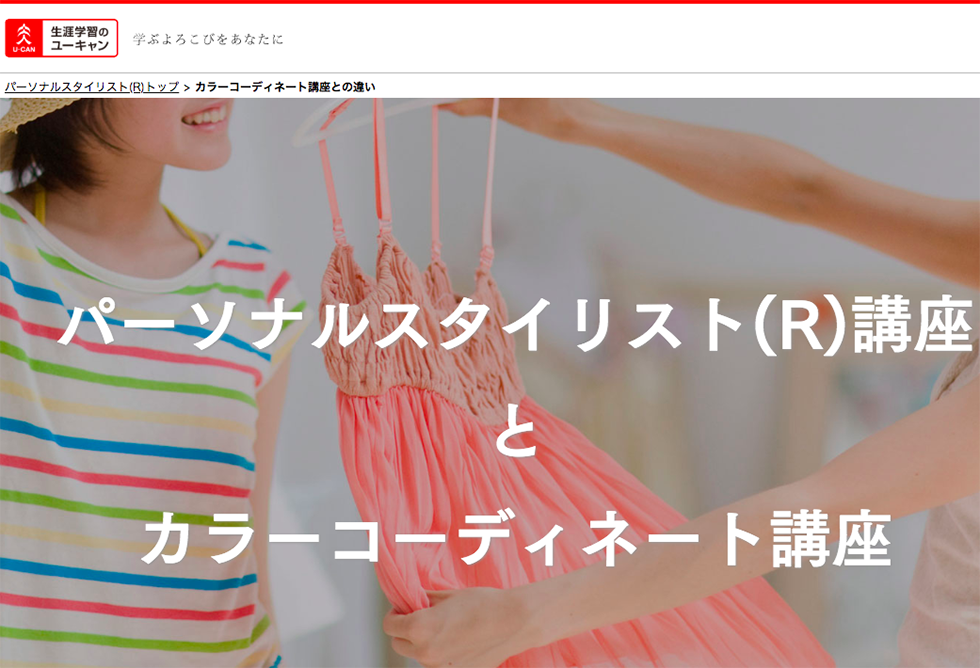 生涯学習の
ユーキャン
U-CAN
学ぶよろこびをあなたに
パーソナルスタイリスト(R)トップ > カラーコーディネート講座との違い
パーソナルスタイリスト(R)講座
と
カラーコーディネート講座